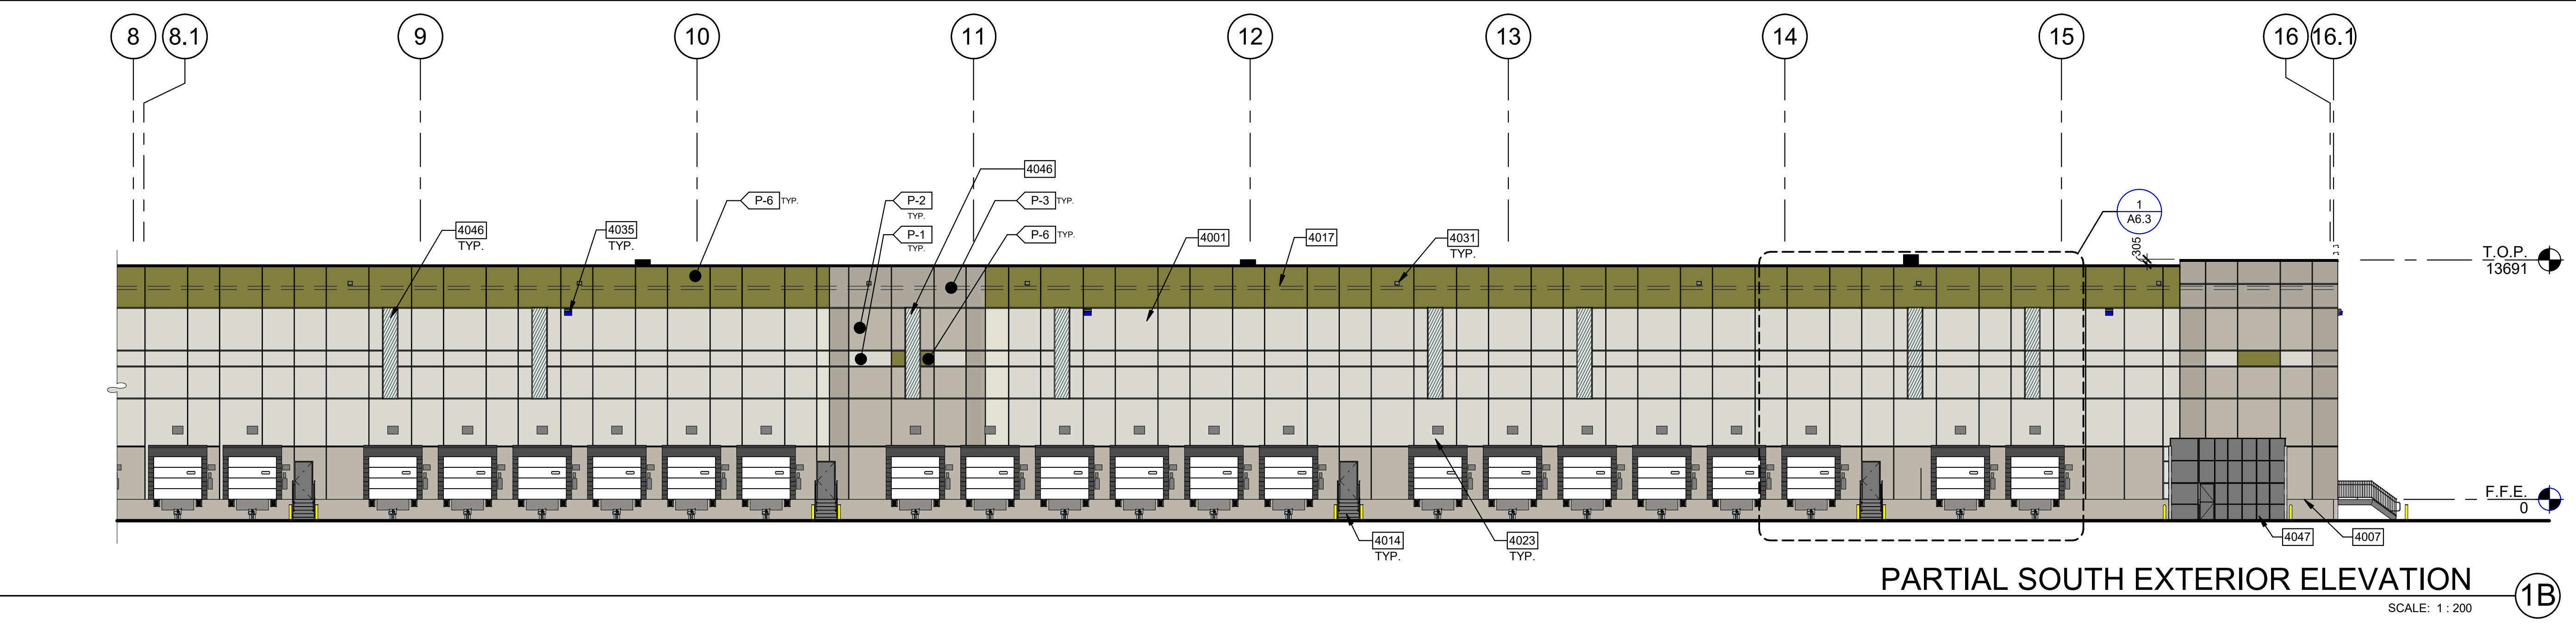 8
8.1
9
10
11
12
13
14
15
16
16.1
4046
P-6 TYP.
P-2
TYP.
P-3 TYP.
1
A6.3
4046
TYP.
4035
TYP.
P-1
TYP.
P-6 TYP.
4001
4017
4031
TYP.
305
T.O.P.
13691
F.F.E.
0
4014
TYP.
4023
TYP.
4047
4007
PARTIAL SOUTH EXTERIOR ELEVATION
1B
SCALE: 1 : 200